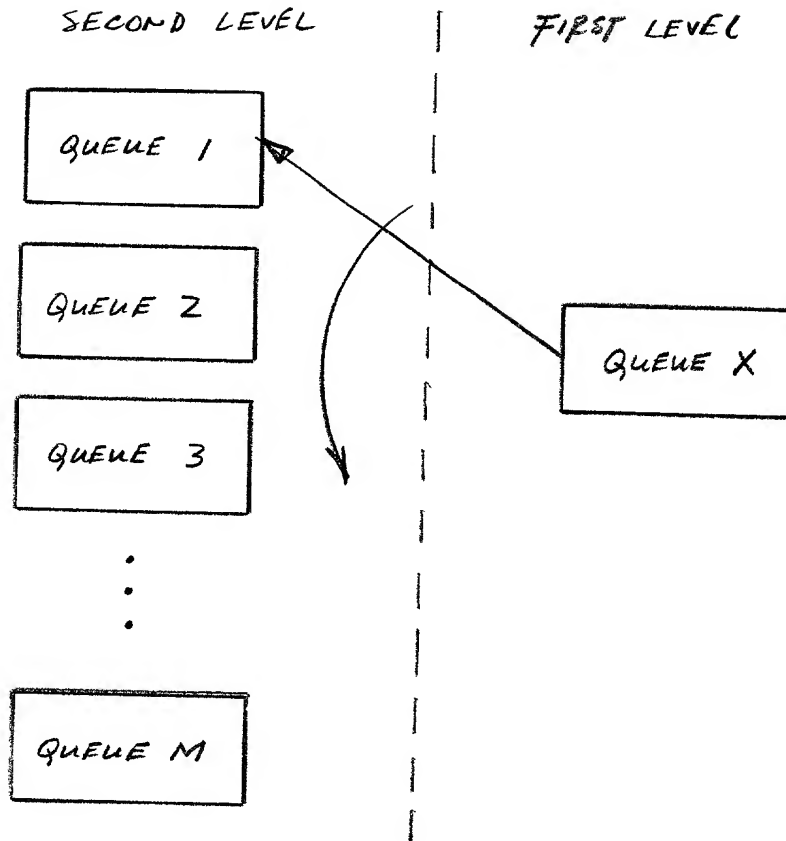 SECOND LEVEL
FIRST LEVEL
QUEUE 1
QUEUE 2
QUEUE X
QUEUE 3
QUEUE M